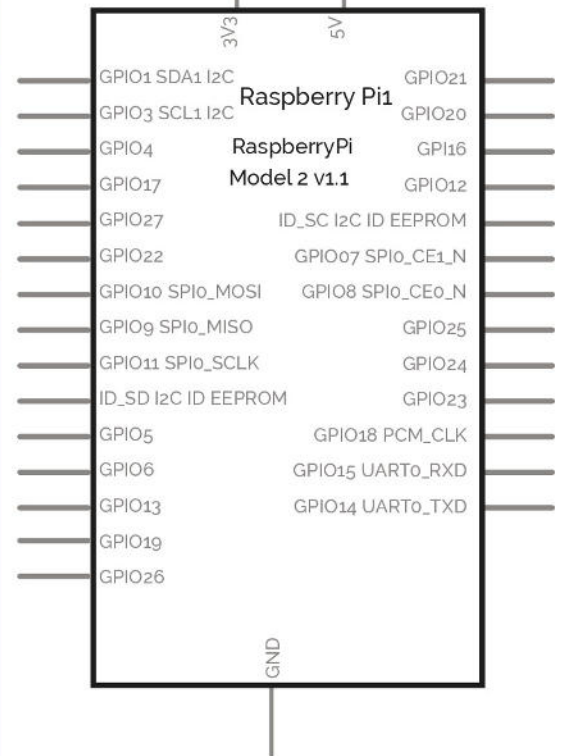 3V3
5V
GPIO1 SDA1 I2C
GPIO3 SCL1 I2C
GPIO4
GPIO17
GPIO27
GPIO22
GPIO10 SPI0_MOSI
GPIO9 SPI0_MISO
GPIO11 SPI0_SCLK
ID_SD I2C ID EEPROM
GPIO5
GPIO6
GPIO13
GPIO19
GPIO26
Raspberry Pi1
RaspberryPi
Model 2 v1.1
GPIO21
GPIO20
GPI16
GPIO12
ID_SC I2C ID EEPROM
GPIO07 SPI0_CE1_N
GPIO8 SPI0_CE0_N
GPIO25
GPIO24
GPIO23
GPIO18 PCM_CLK
GPIO15 UART0_RXD
GPIO14 UART0_TXD
GND